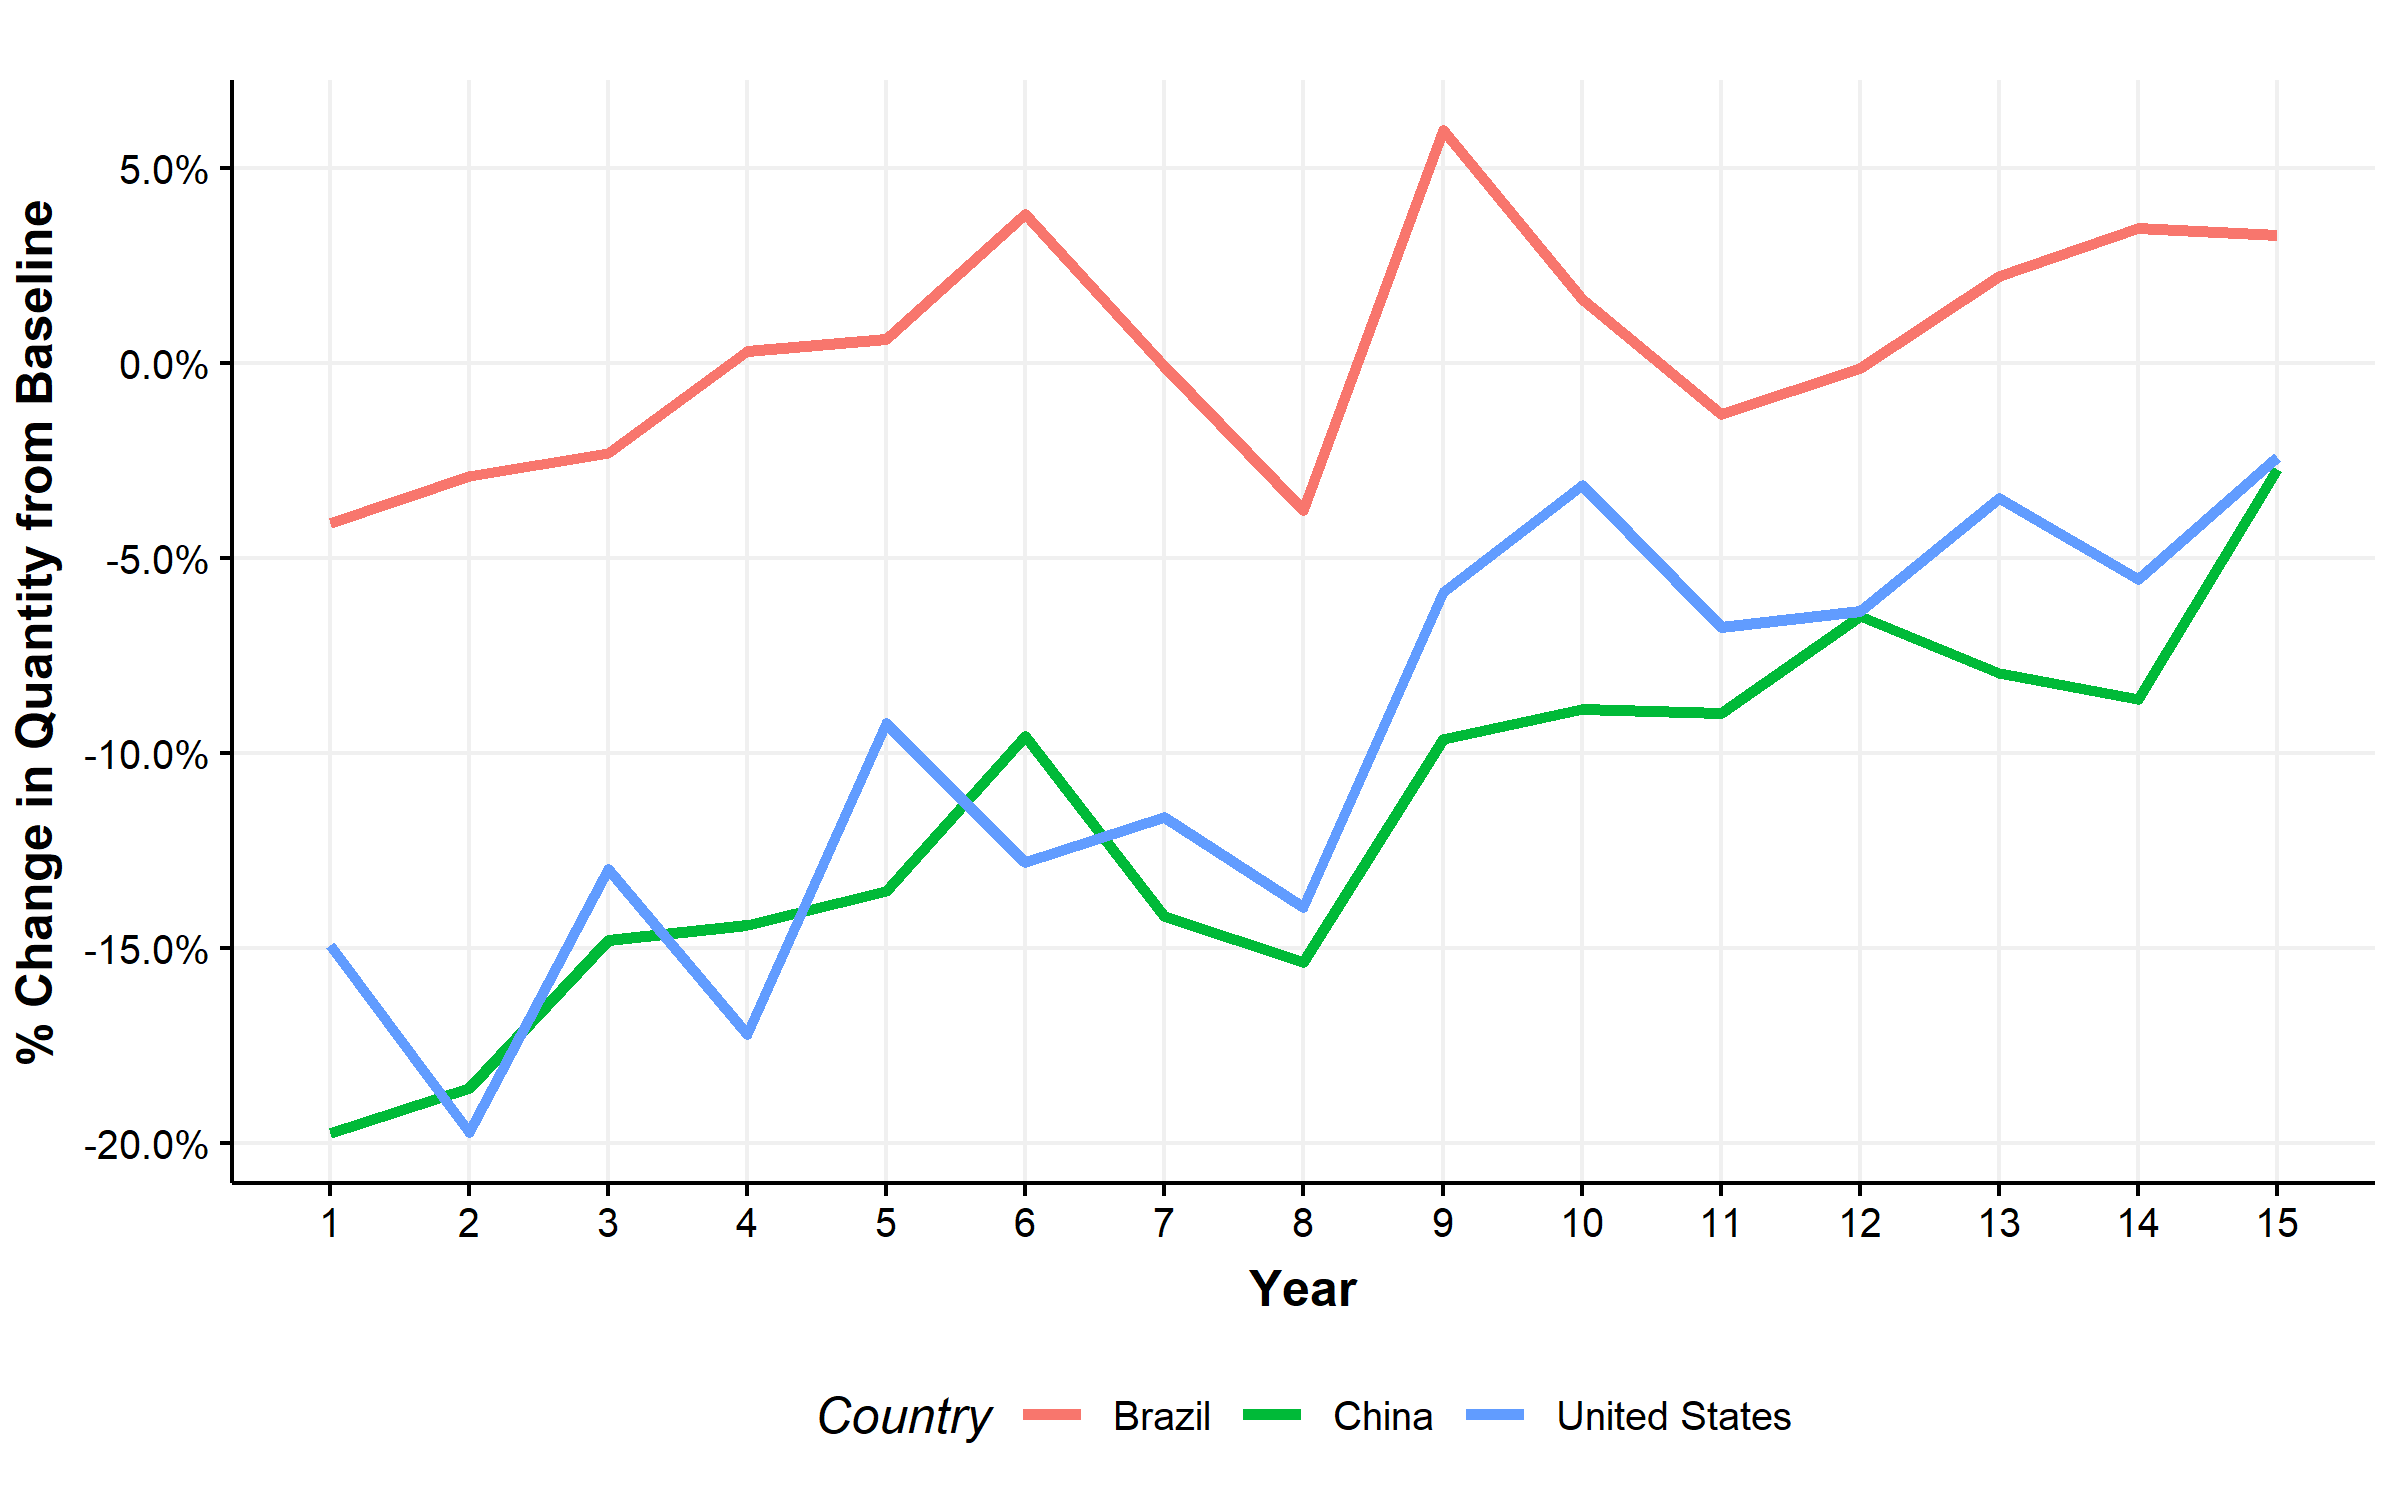 % Change in Quantity from Baseline
5.0%
0.0%
-5.0%
-10.0%
-15.0%
-20.0%
1 2 3 4 5 6 7 8 9 10 11 12 13 14 15
Year
Country Brazil China United States